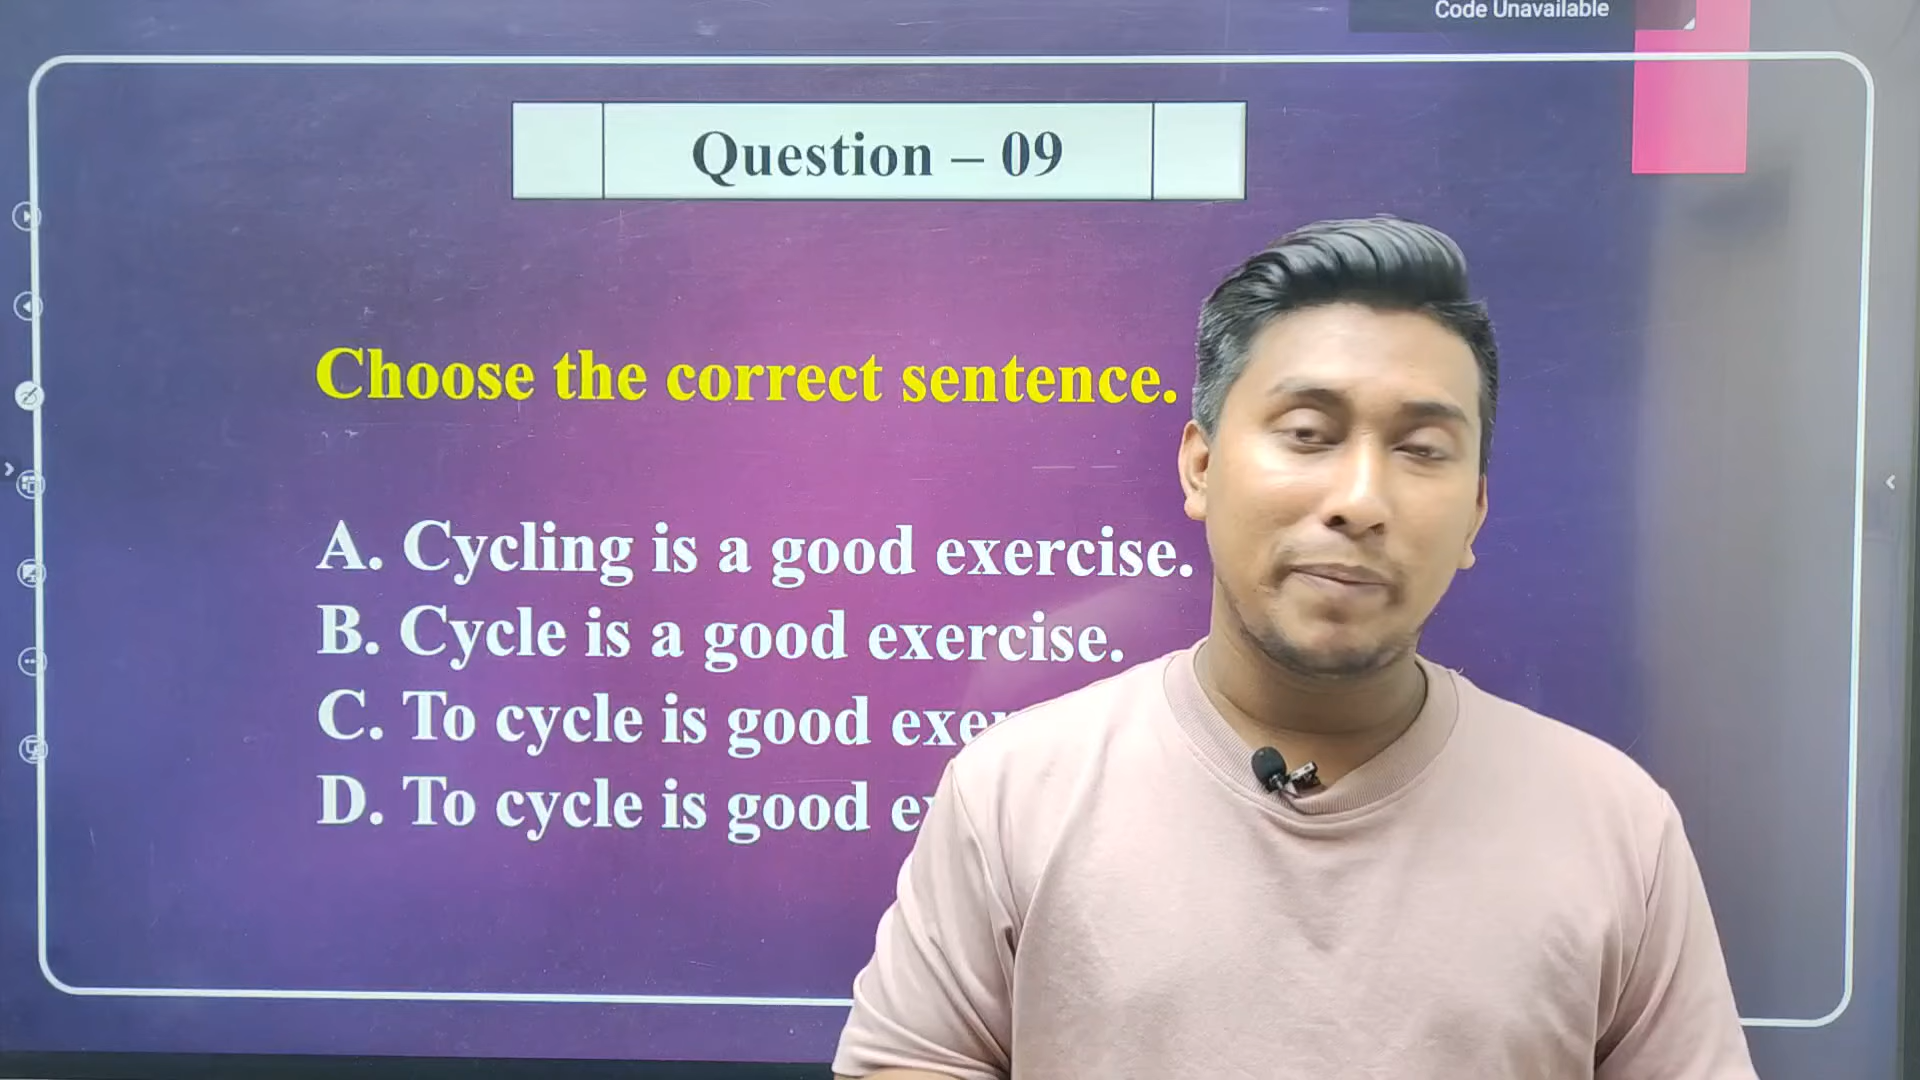 Code Unavailable
Question – 09
Choose the correct sentence.
A. Cycling is a good exercise.
B. Cycle is a good exercise.
C. To cycle is good
D. To cycle is good